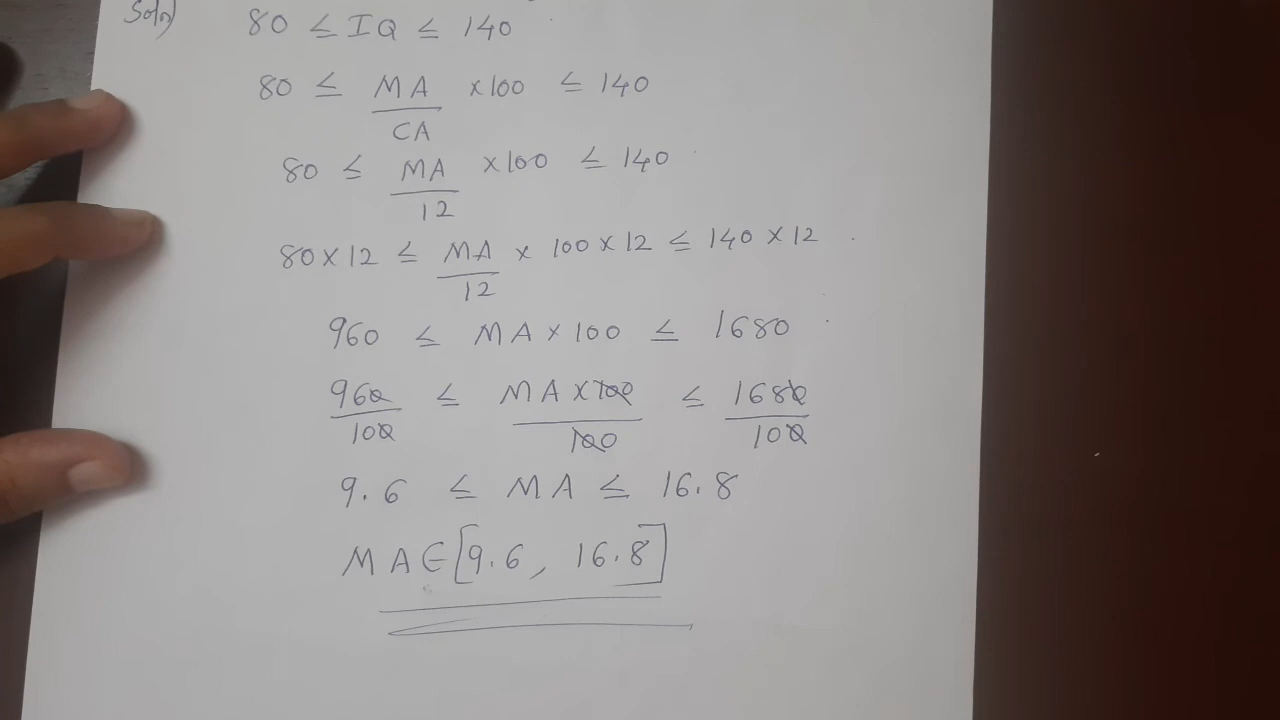 Soln)
80 ≤ IQ ≤ 140
80 ≤ MA/CA × 100 ≤ 140
80 ≤ MA/12 × 100 ≤ 140
80 × 12 ≤ MA/12 × 100 × 12 ≤ 140 × 12
960 ≤ MA × 100 ≤ 1680
960/100 ≤ MA × 100/100 ≤ 1680/100
9.6 ≤ MA ≤ 16.8
MA ∈ [9.6, 16.8]